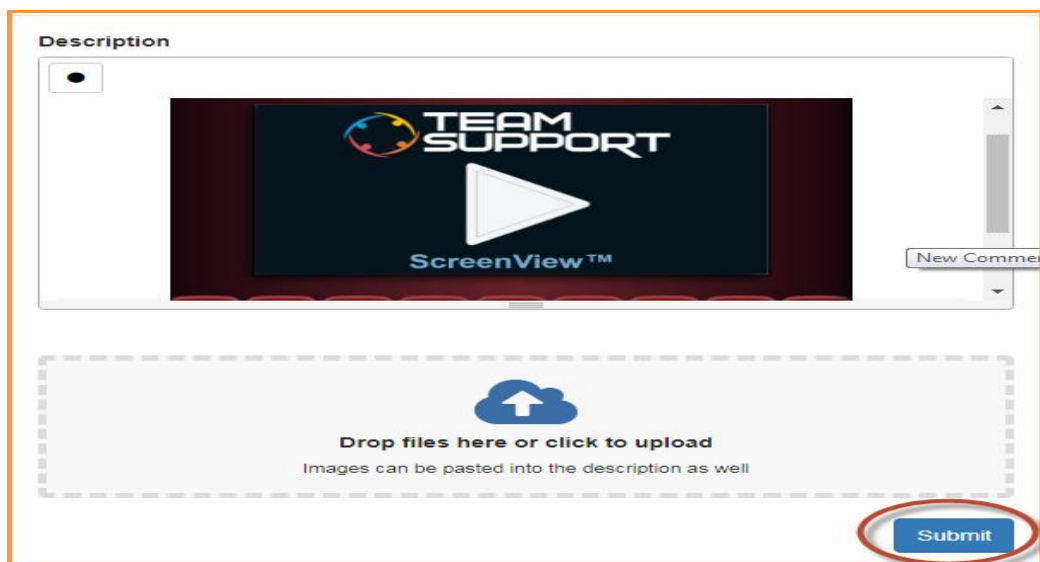 Description
TEAM
SUPPORT
ScreenView™
New Commen
Drop files here or click to upload
Images can be pasted into the description as well
Submit